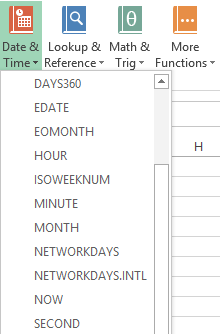 Date & Time
Lookup & Reference
Math & Trig
More Functions
θ
DAYS360
EDATE
EOMONTH
HOUR
ISOWEEKNUM
MINUTE
MONTH
NETWORKDAYS
NETWORKDAYS.INTL
NOW
SECOND
H